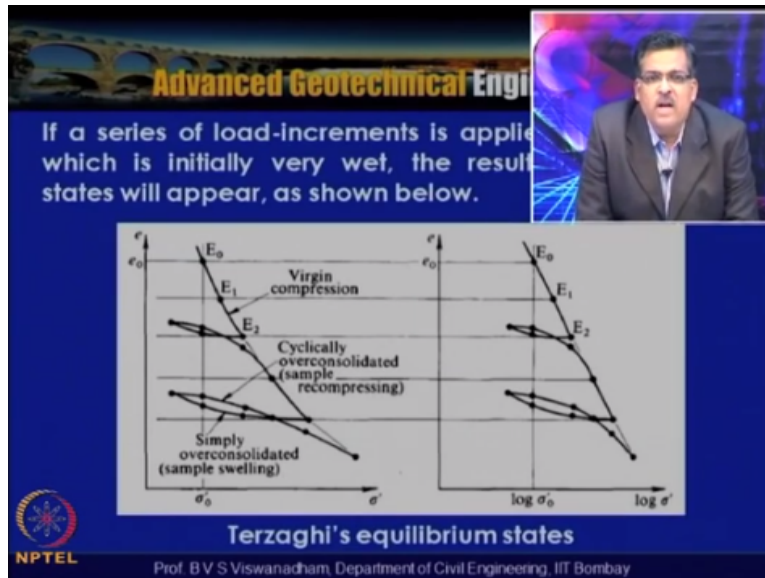 Advanced Geotechnical Engi
If a series of load-increments is applie
which is initially very wet, the result
states will appear, as shown below.
e
e₀
E₀
E₁
Virgin
compression
E₂
Cyclically
overconsolidated
(sample
recompressing)
Simply
overconsolidated
(sample swelling)
σ'₀
σ'
e
e₀
E₀
E₁
E₂
log σ'₀
log σ'
Terzaghi's equilibrium states
NPTEL
Prof. B V S Viswanadham, Department of Civil Engineering, IIT Bombay